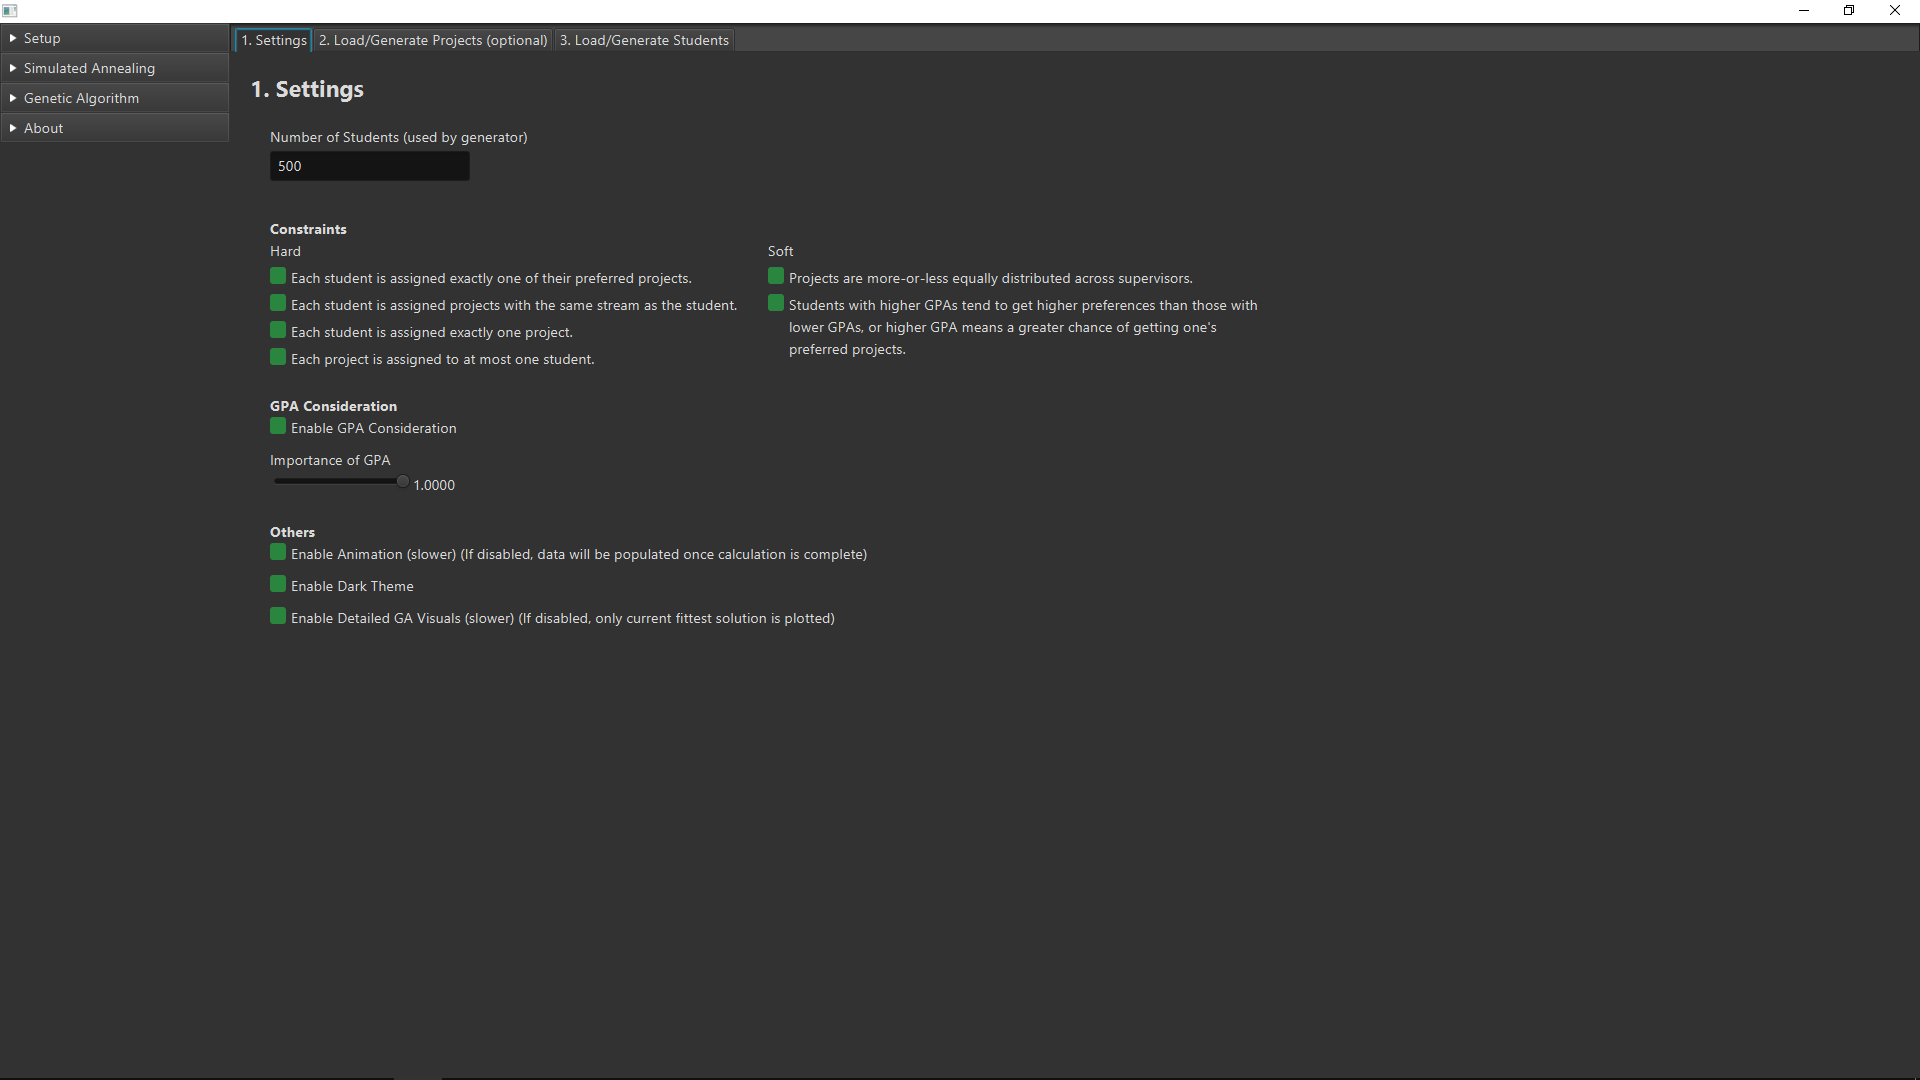 Setup
Simulated Annealing
Genetic Algorithm
About
1. Settings
2. Load/Generate Projects (optional)
3. Load/Generate Students
1. Settings
Number of Students (used by generator)
500
Constraints
Hard
Each student is assigned exactly one of their preferred projects.
Each student is assigned projects with the same stream as the student.
Each student is assigned exactly one project.
Each project is assigned to at most one student.
Soft
Projects are more-or-less equally distributed across supervisors.
Students with higher GPAs tend to get higher preferences than those with
lower GPAs, or higher GPA means a greater chance of getting one's
preferred projects.
GPA Consideration
Enable GPA Consideration
Importance of GPA
1.0000
Others
Enable Animation (slower) (If disabled, data will be populated once calculation is complete)
Enable Dark Theme
Enable Detailed GA Visuals (slower) (If disabled, only current fittest solution is plotted)